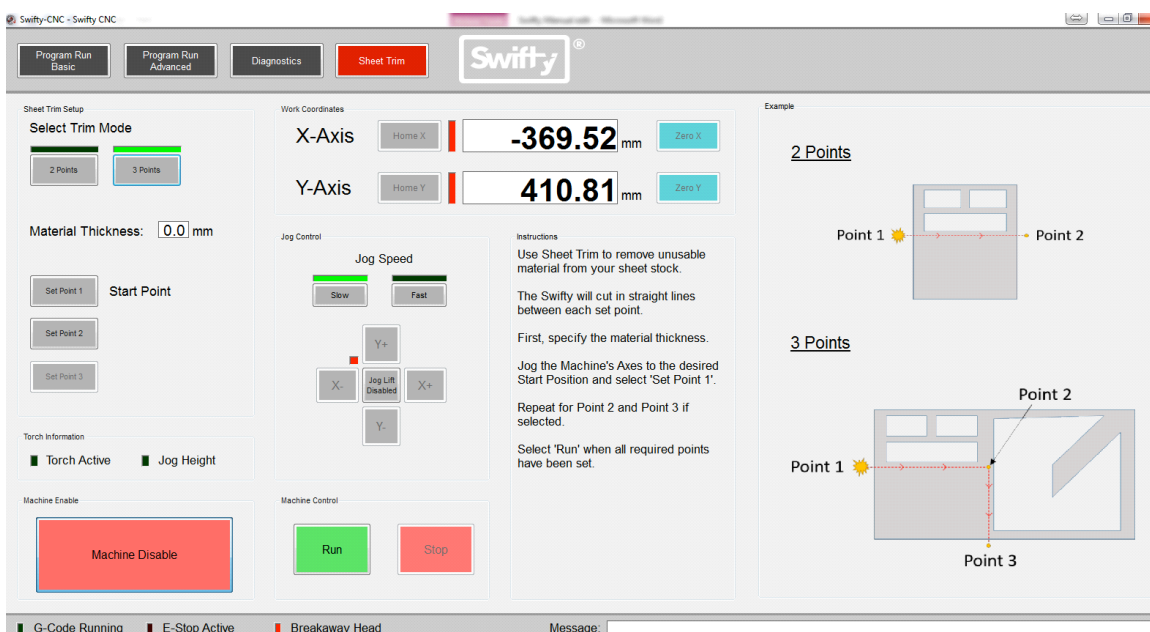 Swifty-CNC - Swifty CNC
Swifty Manual edit - Microsoft Word
Program Run
Basic
Program Run
Advanced
Diagnostics
Sheet Trim
Swifty®
Sheet Trim Setup
Select Trim Mode
2 Points
3 Points
Material Thickness: 0.0 mm
Set Point 1
Start Point
Set Point 2
Set Point 3
Torch Information
Torch Active
Jog Height
Machine Enable
Machine Disable
Work Coordinates
X-Axis
Home X
-369.52 mm
Zero X
Y-Axis
Home Y
410.81 mm
Zero Y
Jog Control
Jog Speed
Slow
Fast
Y+
X-
Jog Lift
Disabled
X+
Y-
Machine Control
Run
Stop
Instructions
Use Sheet Trim to remove unusable
material from your sheet stock.
The Swifty will cut in straight lines
between each set point.
First, specify the material thickness.
Jog the Machine's Axes to the desired
Start Position and select 'Set Point 1'.
Repeat for Point 2 and Point 3 if
selected.
Select 'Run' when all required points
have been set.
Example
2 Points
Point 1
Point 2
3 Points
Point 2
Point 1
Point 3
G-Code Running
E-Stop Active
Breakaway Head
Message: